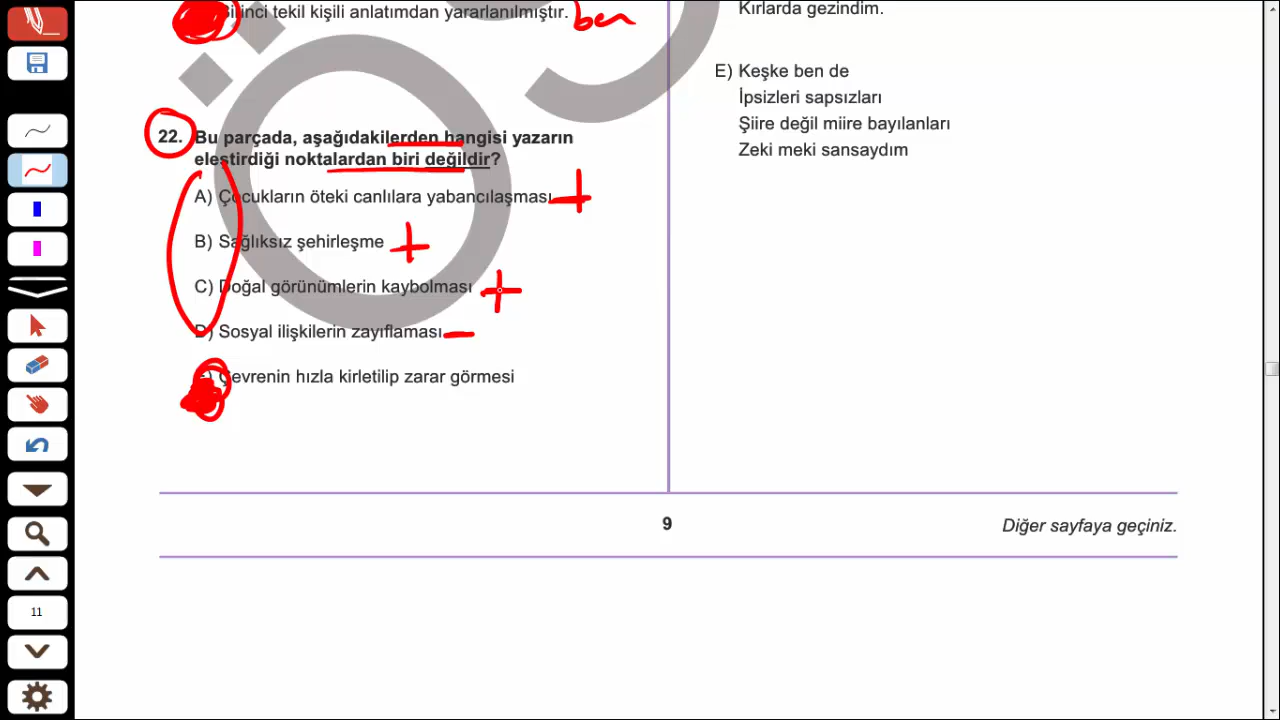 Birinci tekil kişili anlatımdan yararlanılmıştır. ben
22. Bu parçada, aşağıdakilerden hangisi yazarın
eleştirdiği noktalardan biri değildir?
A) Çocukların öteki canlılara yabancılaşması
B) Sağlıksız şehirleşme
C) Doğal görünümlerin kaybolması
D) Sosyal ilişkilerin zayıflaması
Çevrenin hızla kirletilip zarar görmesi
Kırlarda gezindim.
E) Keşke ben de
İpsizleri sapsızları
Şiire değil miire bayılanları
Zeki meki sansaydım
9
Diğer sayfaya geçiniz.
11